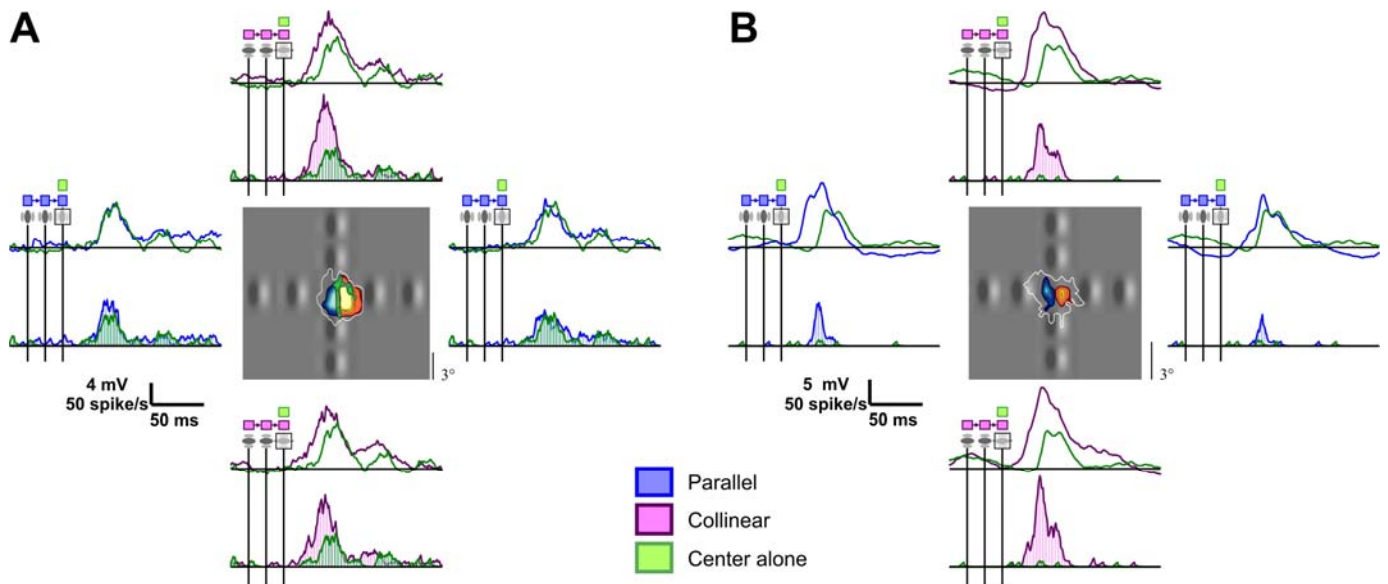 A
B
3°
3°
4 mV
50 spike/s
50 ms
5 mV
50 spike/s
50 ms
Parallel
Collinear
Center alone